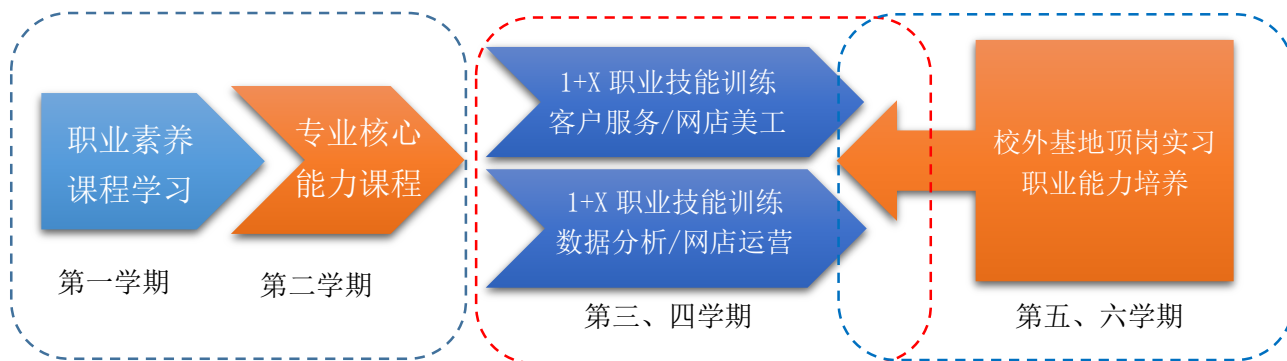 职业素养
课程学习
专业核心
能力课程
1+X 职业技能训练
客户服务/网店美工
1+X 职业技能训练
数据分析/网店运营
校外基地顶岗实习
职业能力培养
第一学期
第二学期
第三、四学期
第五、六学期